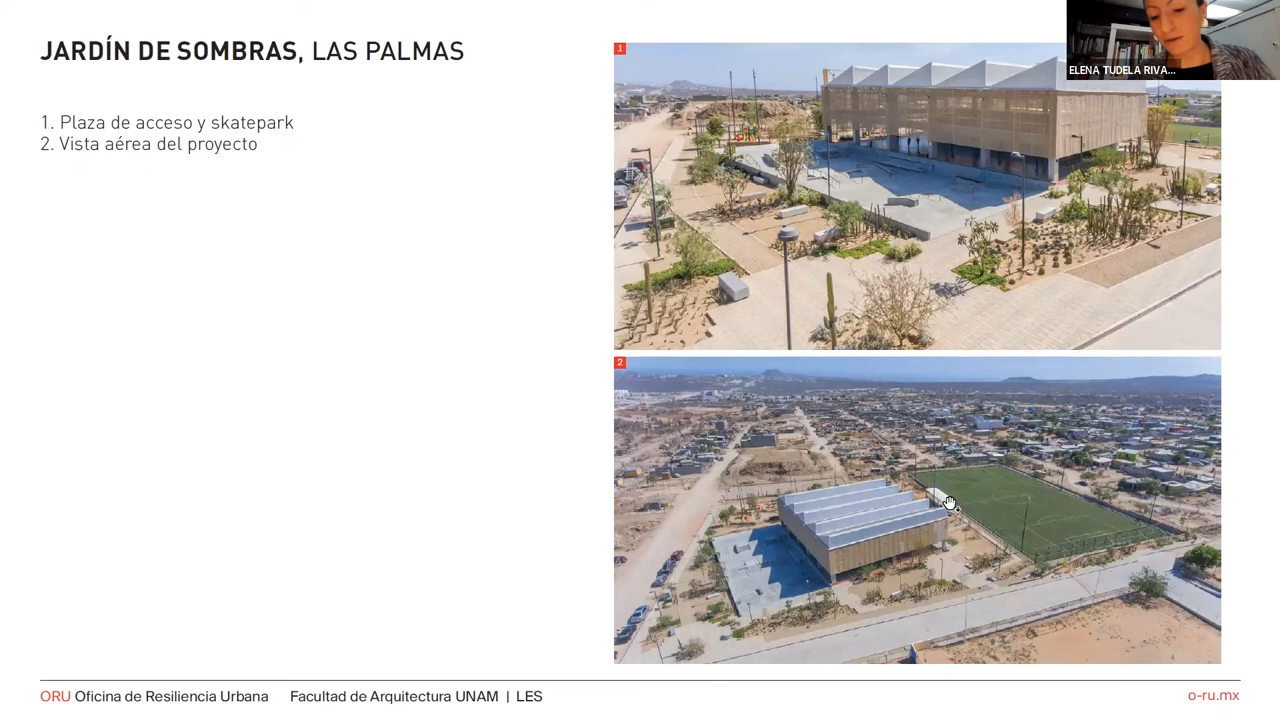 JARDÍN DE SOMBRAS, LAS PALMAS
1. Plaza de acceso y skatepark
2. Vista aérea del proyecto
1
ELENA TUDELA RIVA...
2
ORU Oficina de Resiliencia Urbana Facultad de Arquitectura UNAM | LES
o-ru.mx